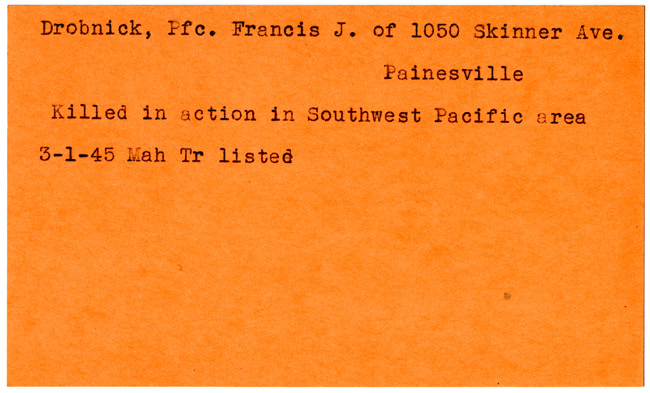 Drobnick, Pfc. Francis J. of 1050 Skinner Ave.
Painesville
Killed in action in Southwest Pacific area
3-1-45 Mah Tr listed